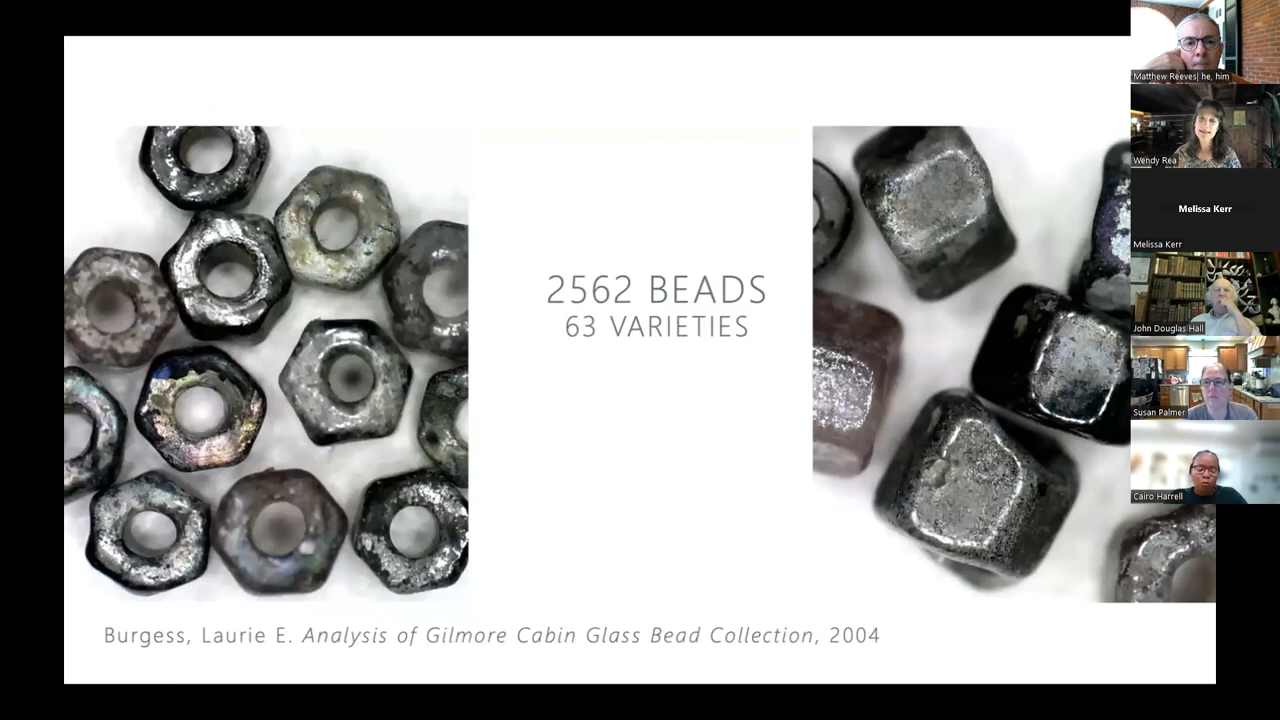 2562 BEADS
63 VARIETIES
Burgess, Laurie E. Analysis of Gilmore Cabin Glass Bead Collection, 2004
Matthew Reeves| he, him
Wendy Rea
Melissa Kerr
Melissa Kerr
John Douglas Hall
Susan Palmer
Cairo Harrell